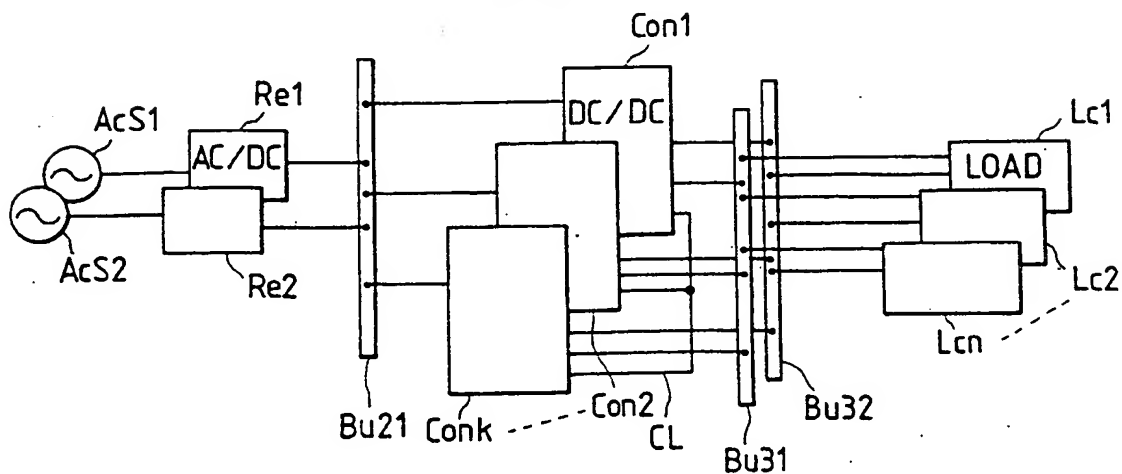 Con1
Re1
DC/DC
Lc1
AcS1
AC/DC
LOAD
AcS2
Re2
Lc2
Lcn
Bu21
Conk
Con2
CL
Bu32
Bu31